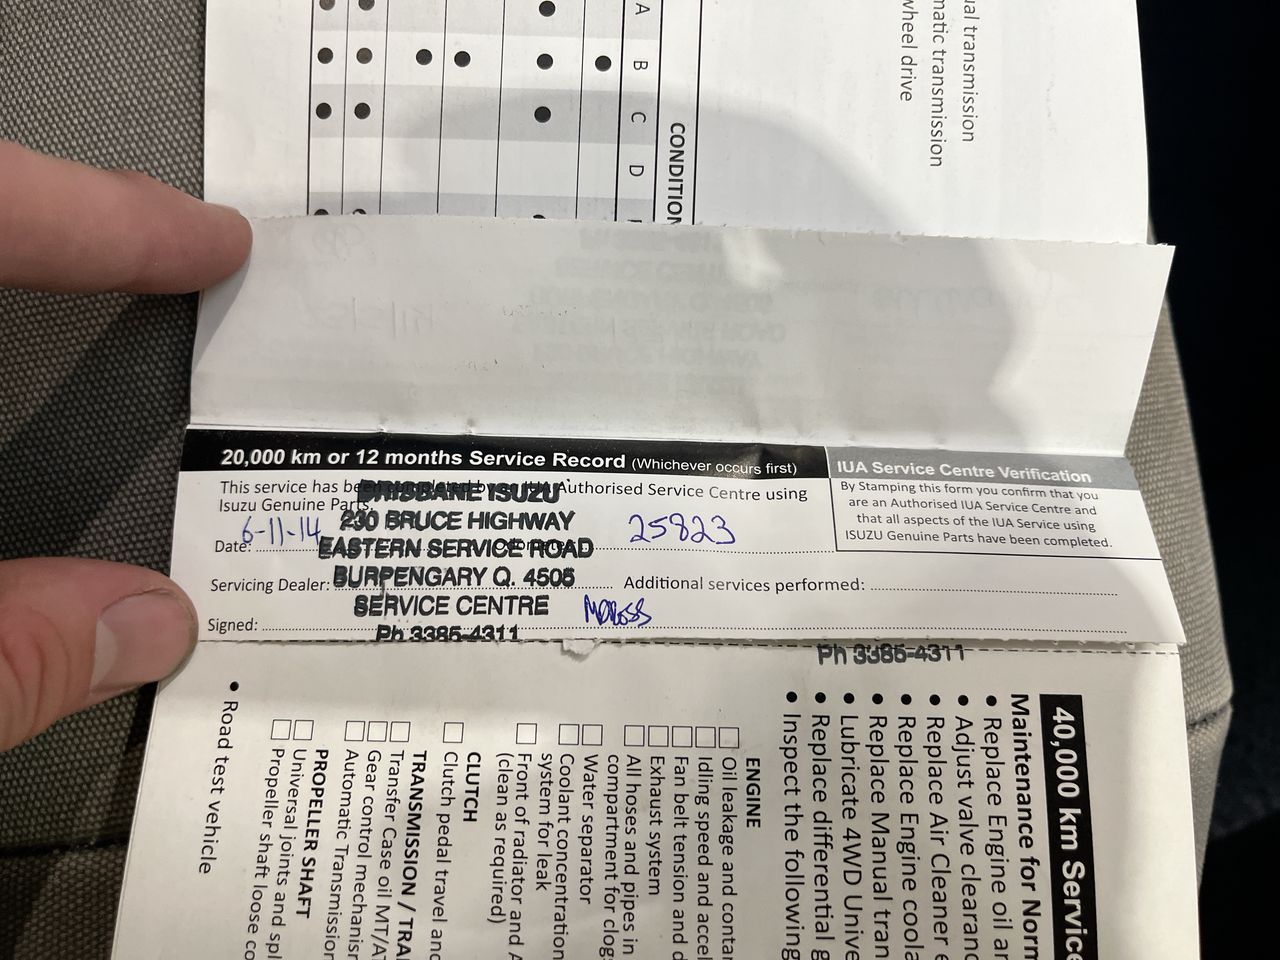 ual transmission
matic transmission
wheel drive
CONDITION
A
B
C
D
20,000 km or 12 months Service Record (Whichever occurs first)
This service has been completed by an IUA Authorised Service Centre using
Isuzu Genuine Parts.
BRISBANE ISUZU
230 BRUCE HIGHWAY
EASTERN SERVICE ROAD
BURPENGARY Q. 4505
SERVICE CENTRE
Ph 3385-4311
Date: 6-11-14
25823
Servicing Dealer:
Additional services performed:
Signed:
IUA Service Centre Verification
By Stamping this form you confirm that you
are an Authorised IUA Service Centre and
that all aspects of the IUA Service using
ISUZU Genuine Parts have been completed.
Ph 3385-4311
40,000 km Service
Maintenance for Norm
• Replace Engine oil an
• Adjust valve clearanc
• Replace Air Cleaner e
• Replace Engine coola
• Replace Manual tran
• Lubricate 4WD Unive
• Replace differential g
• Inspect the following
ENGINE
Oil leakage and contar
Idling speed and accel
Fan belt tension and d
Exhaust system
All hoses and pipes in
compartment for clogs
Water separator
Coolant concentration
system for leak
Front of radiator and A
(clean as required)
CLUTCH
Clutch pedal travel and
TRANSMISSION / TRA
Transfer Case oil MT/AT
Gear control mechanism
Automatic Transmission
PROPELLER SHAFT
Universal joints and spl
Propeller shaft loose co
• Road test vehicle